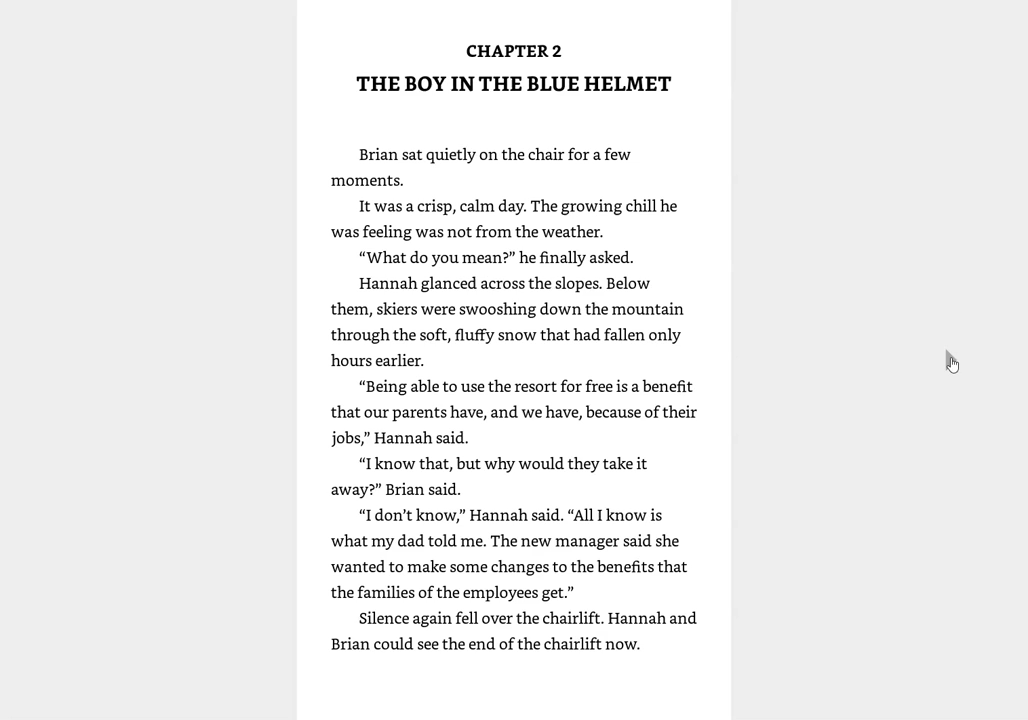 CHAPTER 2
THE BOY IN THE BLUE HELMET
Brian sat quietly on the chair for a few
moments.
It was a crisp, calm day. The growing chill he
was feeling was not from the weather.
“What do you mean?” he finally asked.
Hannah glanced across the slopes. Below
them, skiers were swooshing down the mountain
through the soft, fluffy snow that had fallen only
hours earlier.
“Being able to use the resort for free is a benefit
that our parents have, and we have, because of their
jobs,” Hannah said.
“I know that, but why would they take it
away?” Brian said.
“I don’t know,” Hannah said. “All I know is
what my dad told me. The new manager said she
wanted to make some changes to the benefits that
the families of the employees get.”
Silence again fell over the chairlift. Hannah and
Brian could see the end of the chairlift now.